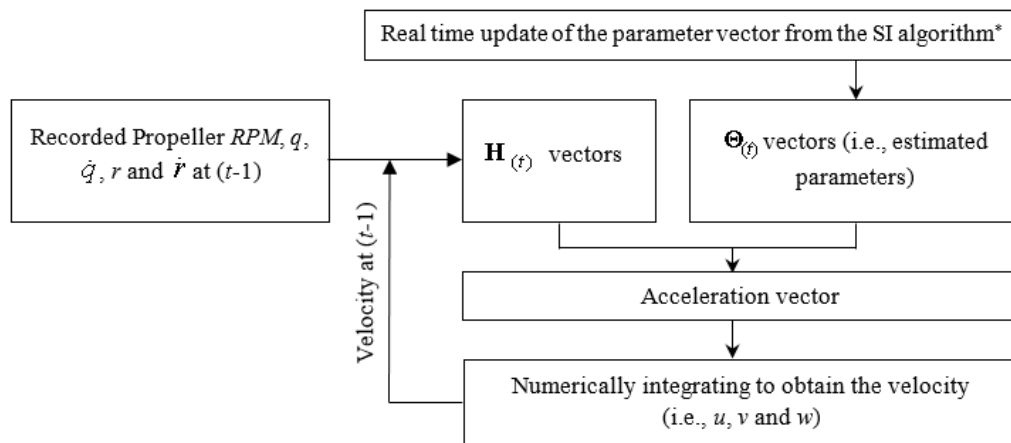 Real time update of the parameter vector from the SI algorithm*
Recorded Propeller RPM, q,
q̇, r and ṙ at (t-1)
H(t) vectors
Θ(t) vectors (i.e., estimated
parameters)
Velocity at (t-1)
Acceleration vector
Numerically integrating to obtain the velocity
(i.e., u, v and w)